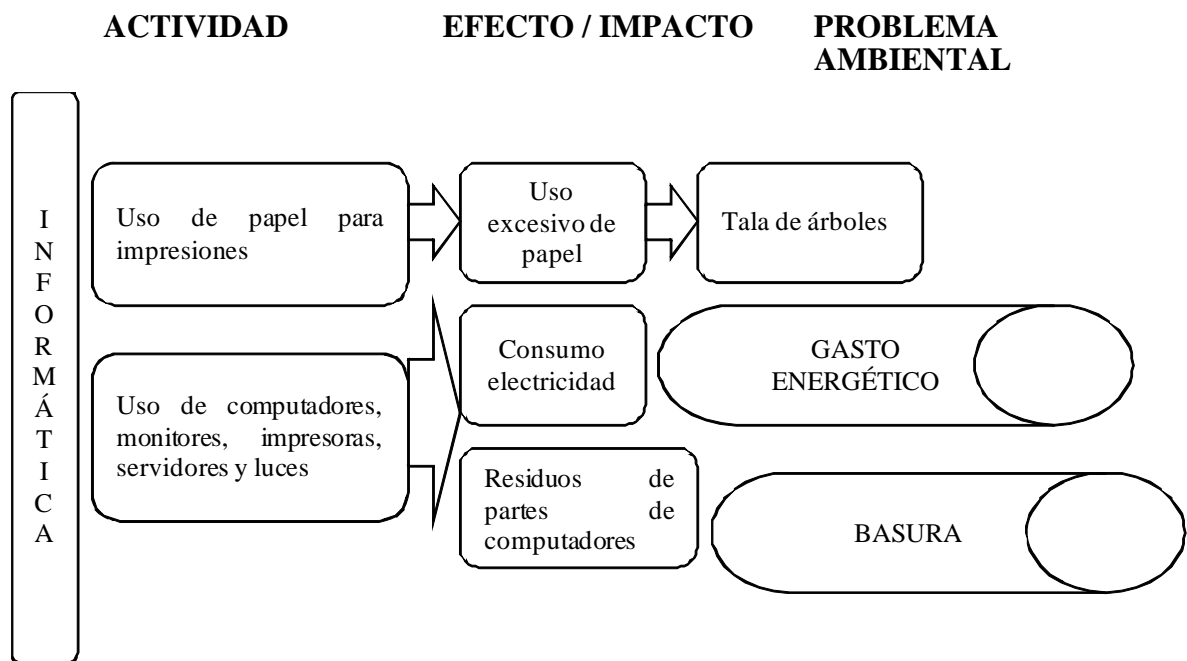 ACTIVIDAD
EFECTO / IMPACTO
PROBLEMA
AMBIENTAL
I
N
F
O
R
M
Á
T
I
C
A
Uso de papel para
impresiones
Uso
excesivo de
papel
Tala de árboles
Uso de computadores,
monitores, impresoras,
servidores y luces
Consumo
electricidad
GASTO
ENERGÉTICO
Residuos de
partes de
computadores
BASURA